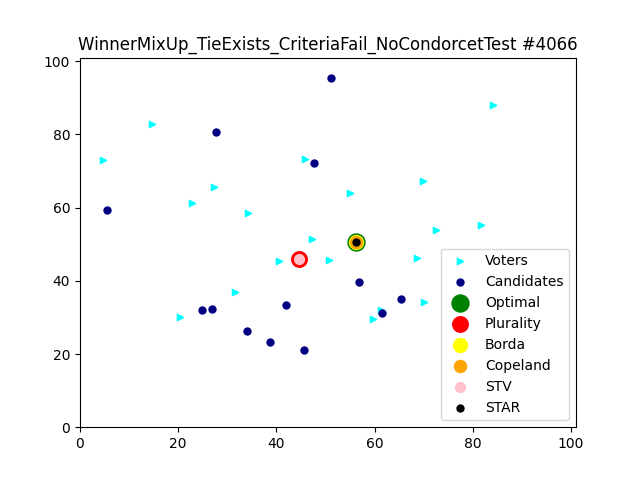 WinnerMixUp_TieExists_CriteriaFail_NoCondorcetTest #4066
100
80
60
40
20
0
0 20 40 60 80 100
Voters
Candidates
Optimal
Plurality
Borda
Copeland
STV
STAR